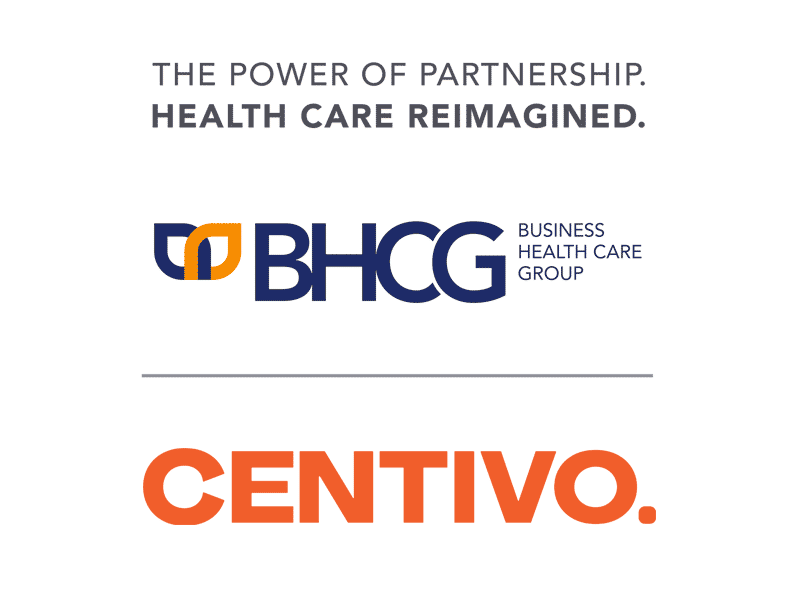 THE POWER OF PARTNERSHIP.
HEALTH CARE REIMAGINED.
BHCG
BUSINESS
HEALTH CARE
GROUP
CENTIVO.